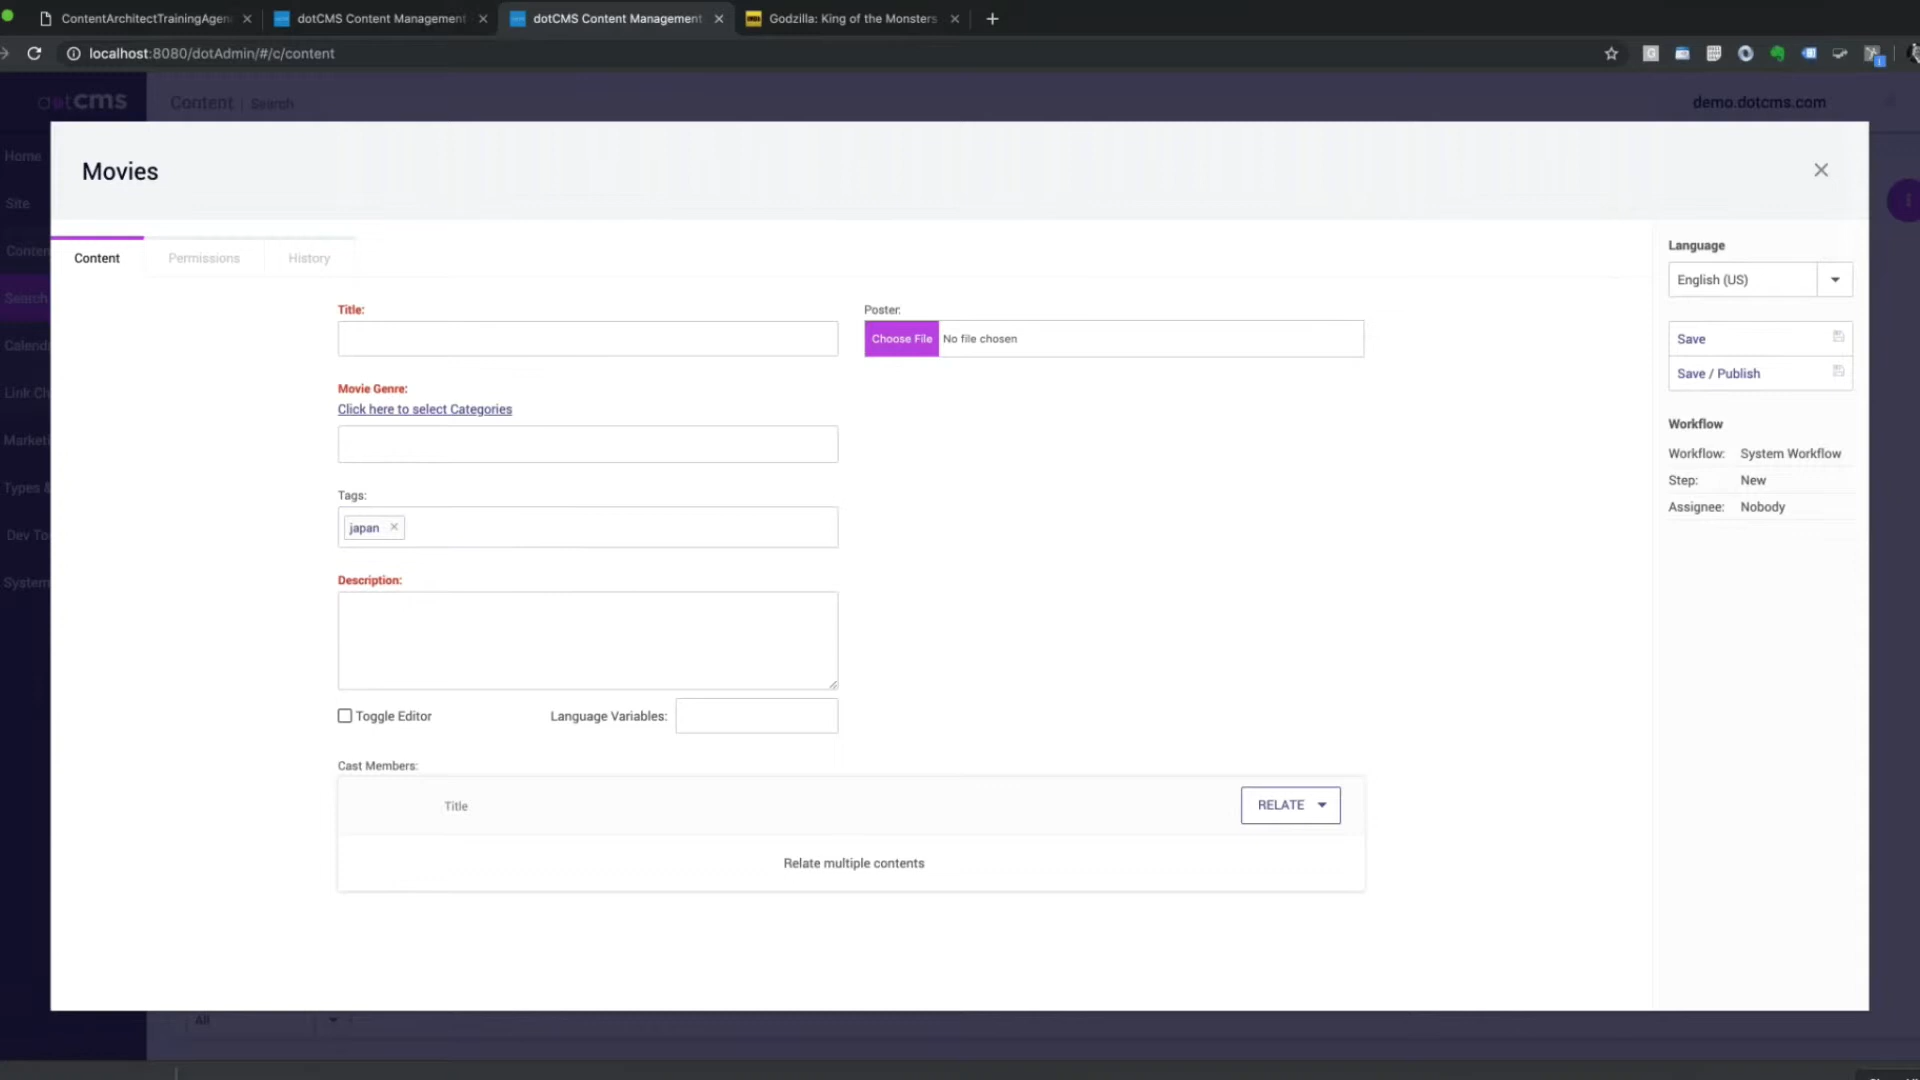 ContentArchitectTrainingAgen
dotCMS Content Management
dotCMS Content Management
Godzilla: King of the Monsters
localhost:8080/dotAdmin/#/c/content
dotCMS
Content | Search
demo.dotcms.com
Home
Site
Conten
Search
Calend
Link Ch
Marketi
Types &
Dev To
System
Movies
Content
Permissions
History
Title:
Movie Genre:
Click here to select Categories
Tags:
japan
Description:
Toggle Editor
Language Variables:
Poster:
Choose File
No file chosen
Cast Members:
Title
RELATE
Relate multiple contents
Language
English (US)
Save
Save / Publish
Workflow
Workflow: System Workflow
Step: New
Assignee: Nobody
All